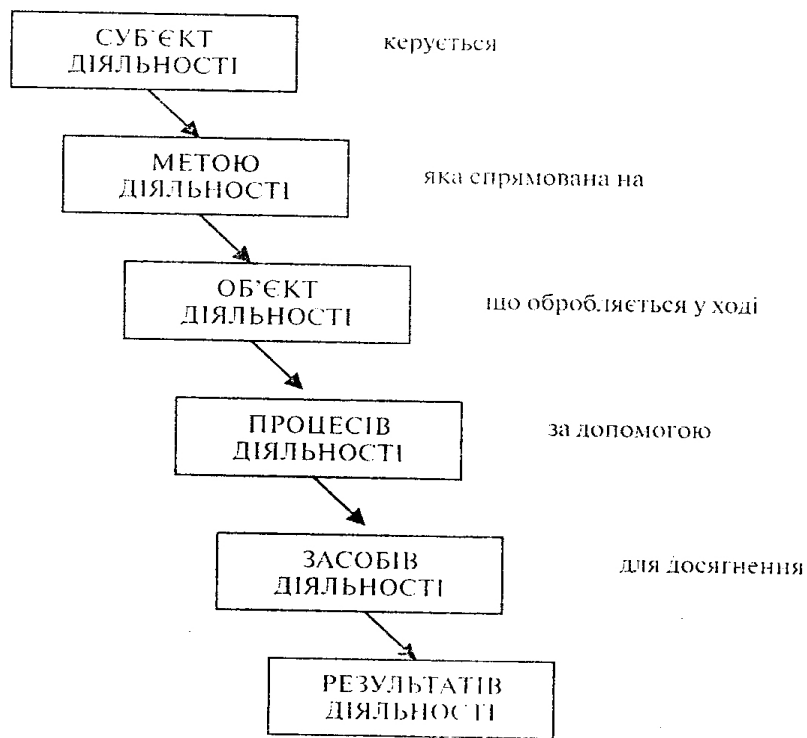 СУБ'ЄКТ
ДІЯЛЬНОСТІ
керується
МЕТОЮ
ДІЯЛЬНОСТІ
яка спрямована на
ОБ'ЄКТ
ДІЯЛЬНОСТІ
що обробляється у ході
ПРОЦЕСІВ
ДІЯЛЬНОСТІ
за допомогою
ЗАСОБІВ
ДІЯЛЬНОСТІ
для досягнення
РЕЗУЛЬТАТІВ
ДІЯЛЬНОСТІ